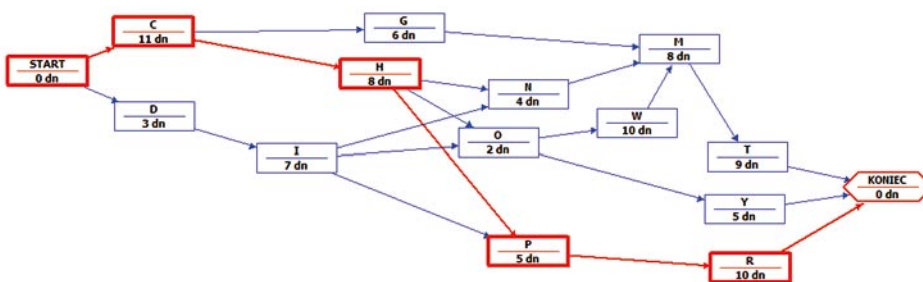 START
0 dn
C
11 dn
G
6 dn
M
8 dn
H
8 dn
D
3 dn
N
4 dn
W
10 dn
I
7 dn
O
2 dn
T
9 dn
KONIEC
0 dn
Y
5 dn
P
5 dn
R
10 dn